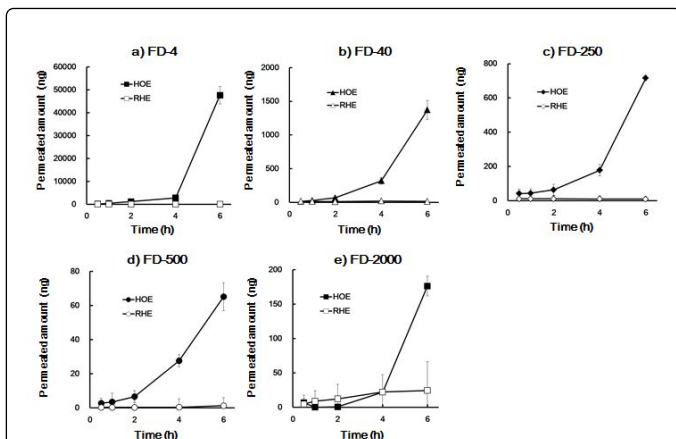 a) FD-4
Permeated amount (ng)
60000
50000
40000
30000
20000
10000
0
HOE
RHE
0 2 4 6
Time (h)
b) FD-40
Permeated amount (ng)
1500
1000
500
0
HOE
RHE
0 2 4 6
Time (h)
c) FD-250
Permeated amount (ng)
800
600
400
200
0
HOE
RHE
0 2 4 6
Time (h)
d) FD-500
Permeated amount (ng)
80
60
40
20
0
HOE
RHE
0 2 4 6
Time (h)
e) FD-2000
Permeated amount (ng)
200
150
100
50
0
HOE
RHE
0 2 4 6
Time (h)